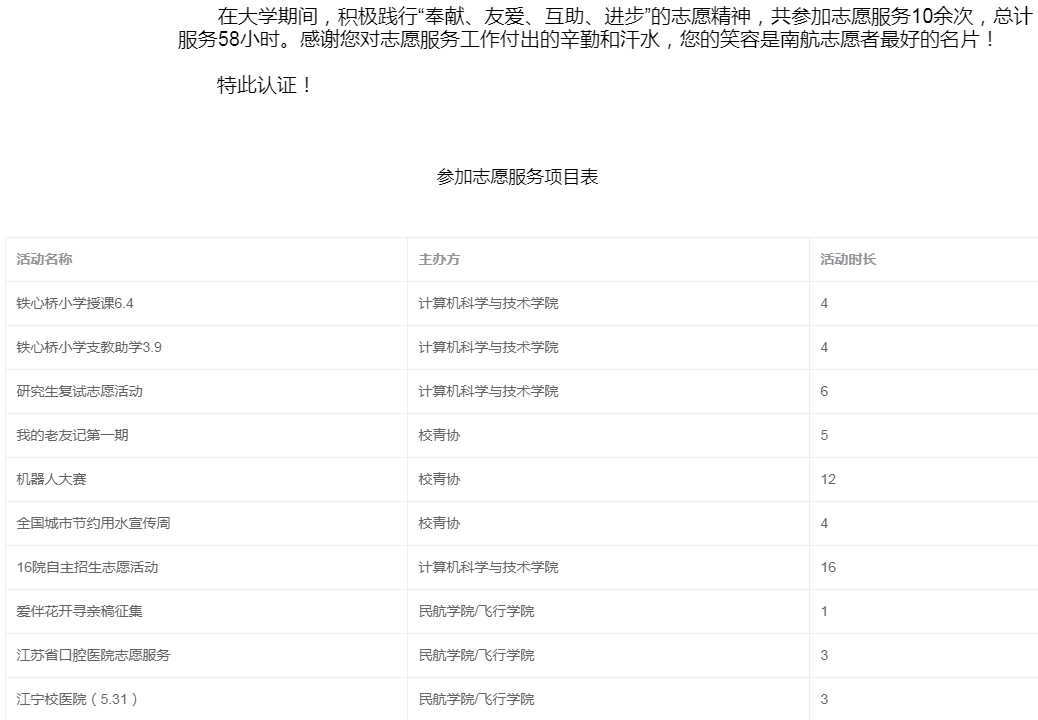 在大学期间，积极践行“奉献、友爱、互助、进步”的志愿精神，共参加志愿服务10余次，总计
服务58小时。感谢您对志愿服务工作付出的辛勤和汗水，您的笑容是南航志愿者最好的名片！
特此认证！
参加志愿服务项目表
活动名称 主办方 活动时长
铁心桥小学授课6.4 计算机科学与技术学院 4
铁心桥小学支教助学3.9 计算机科学与技术学院 4
研究生复试志愿活动 计算机科学与技术学院 6
我的老友记第一期 校青协 5
机器人大赛 校青协 12
全国城市节约用水宣传周 校青协 4
16院自主招生志愿活动 计算机科学与技术学院 16
爱伴花开寻亲稿征集 民航学院/飞行学院 1
江苏省口腔医院志愿服务 民航学院/飞行学院 3
江宁校医院（5.31） 民航学院/飞行学院 3